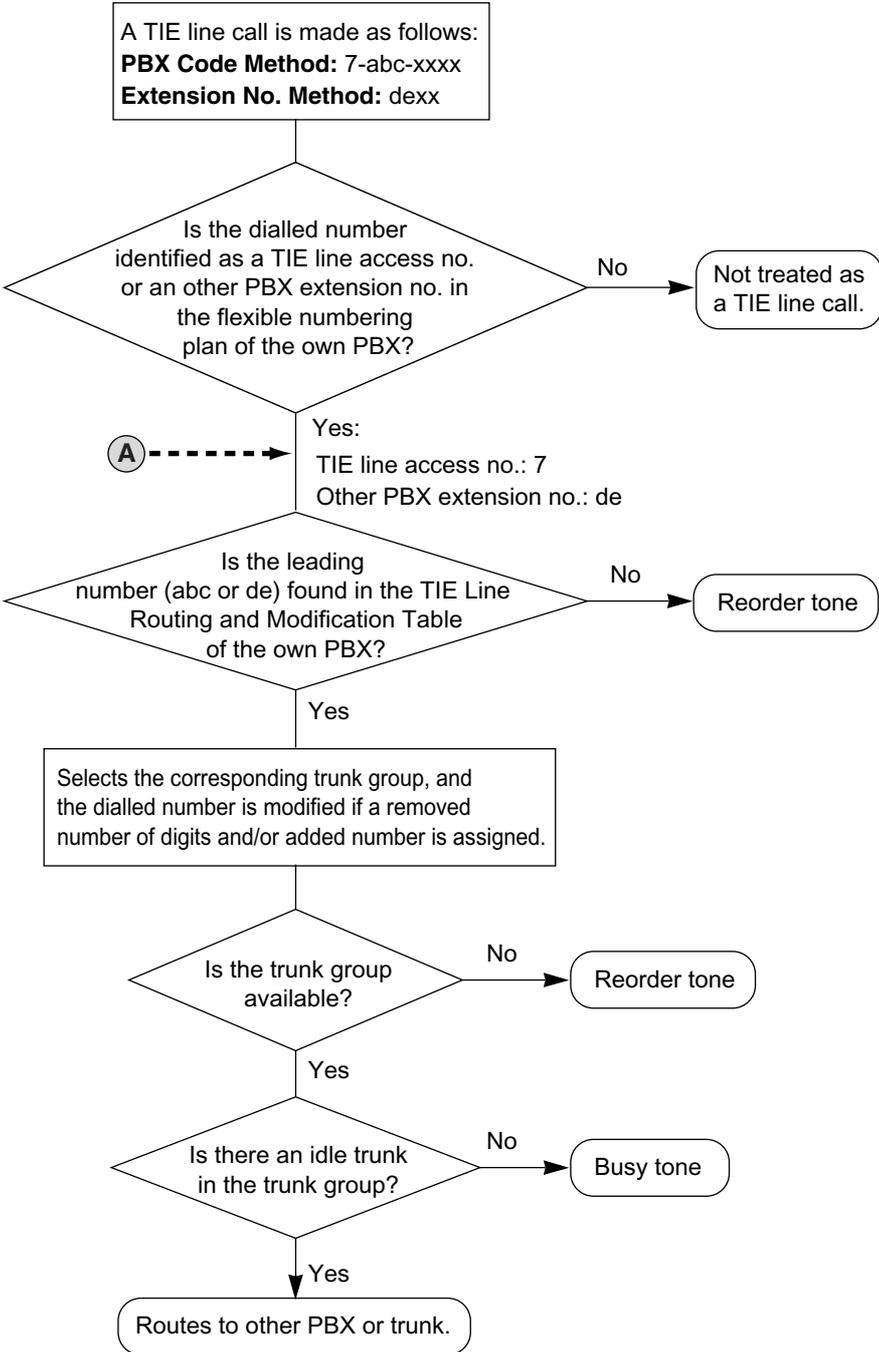 A TIE line call is made as follows:
PBX Code Method: 7-abc-xxxx
Extension No. Method: dexx
Is the dialled number
identified as a TIE line access no.
or an other PBX extension no. in
the flexible numbering
plan of the own PBX?
No
Not treated as
a TIE line call.
A
Yes:
TIE line access no.: 7
Other PBX extension no.: de
Is the leading
number (abc or de) found in the TIE Line
Routing and Modification Table
of the own PBX?
No
Reorder tone
Yes
Selects the corresponding trunk group, and
the dialled number is modified if a removed
number of digits and/or added number is assigned.
Is the trunk group
available?
No
Reorder tone
Yes
Is there an idle trunk
in the trunk group?
No
Busy tone
Yes
Routes to other PBX or trunk.